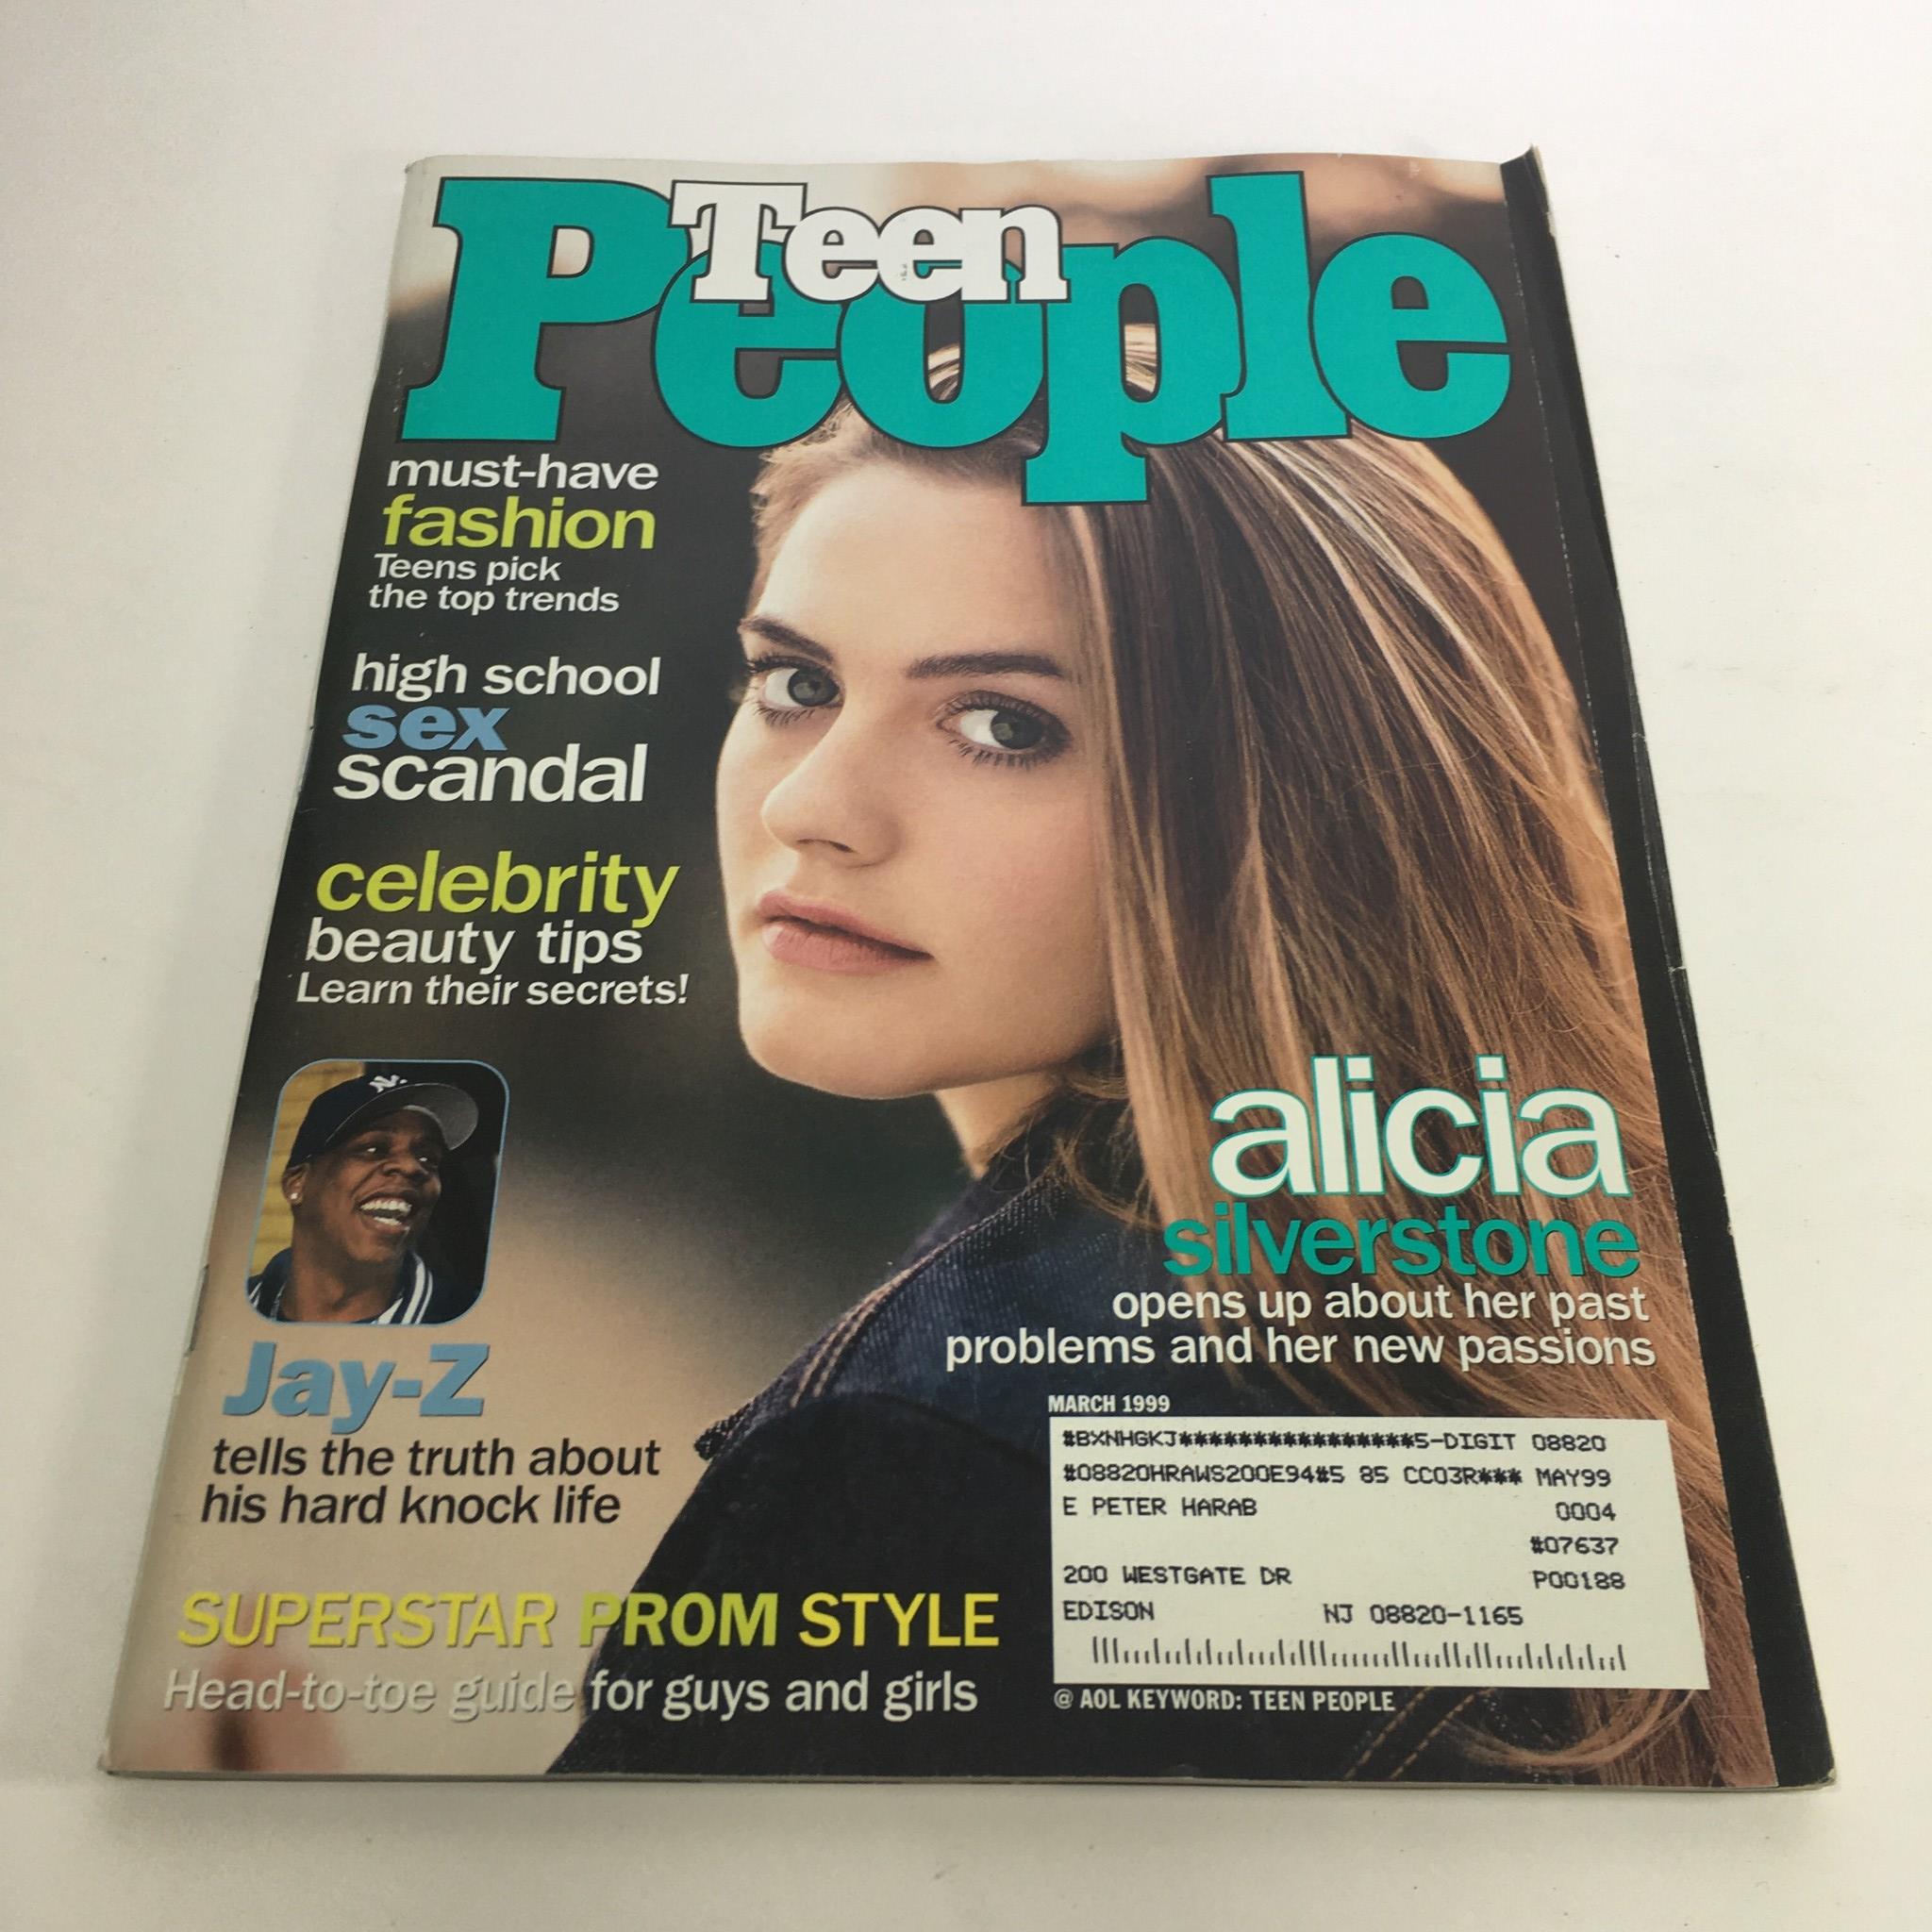 Teen
People
must-have
fashion
Teens pick
the top trends
high school
sex
scandal
celebrity
beauty tips
Learn their secrets!
Jay-Z
tells the truth about
his hard knock life
SUPERSTAR PROM STYLE
Head-to-toe guide for guys and girls
alicia
silverstone
opens up about her past
problems and her new passions
MARCH 1999
#BXNHGKJ****************5-DIGIT 08820
#08820HRAWS200E94#5 85 CC03R*** MAY99
E PETER HARAB 0004
#07637
200 WESTGATE DR P00188
EDISON NJ 08820-1165
@ AOL KEYWORD: TEEN PEOPLE